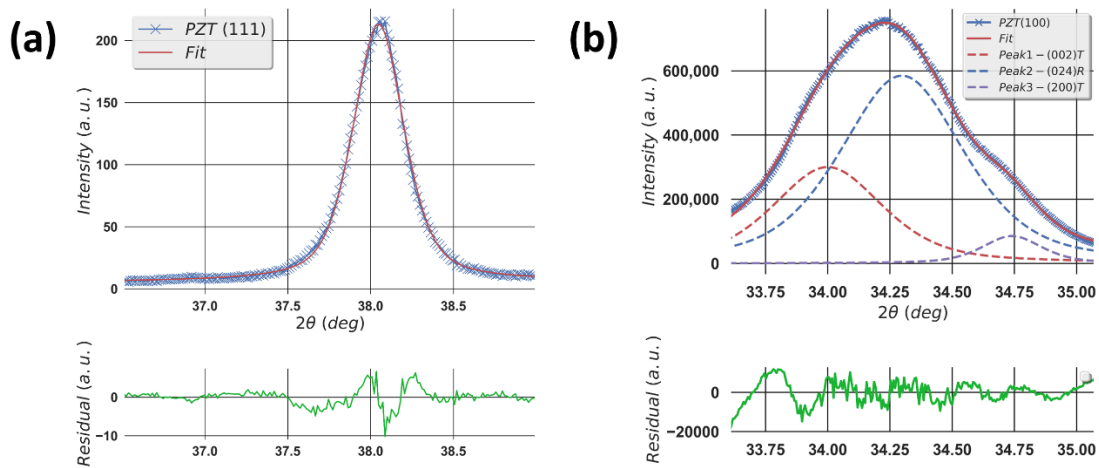 (a)
PZT (111)
Fit
200
150
100
50
0
Intensity (a.u.)
37.0 37.5 38.0 38.5
2θ (deg)
0
−10
Residual (a.u.)
37.0 37.5 38.0 38.5
(b)
PZT(100)
Fit
Peak1−(002)T
Peak2−(024)R
Peak3−(200)T
600,000
400,000
200,000
0
Intensity (a.u.)
33.75 34.00 34.25 34.50 34.75 35.00
2θ (deg)
0
−20000
Residual (a.u.)
33.75 34.00 34.25 34.50 34.75 35.00